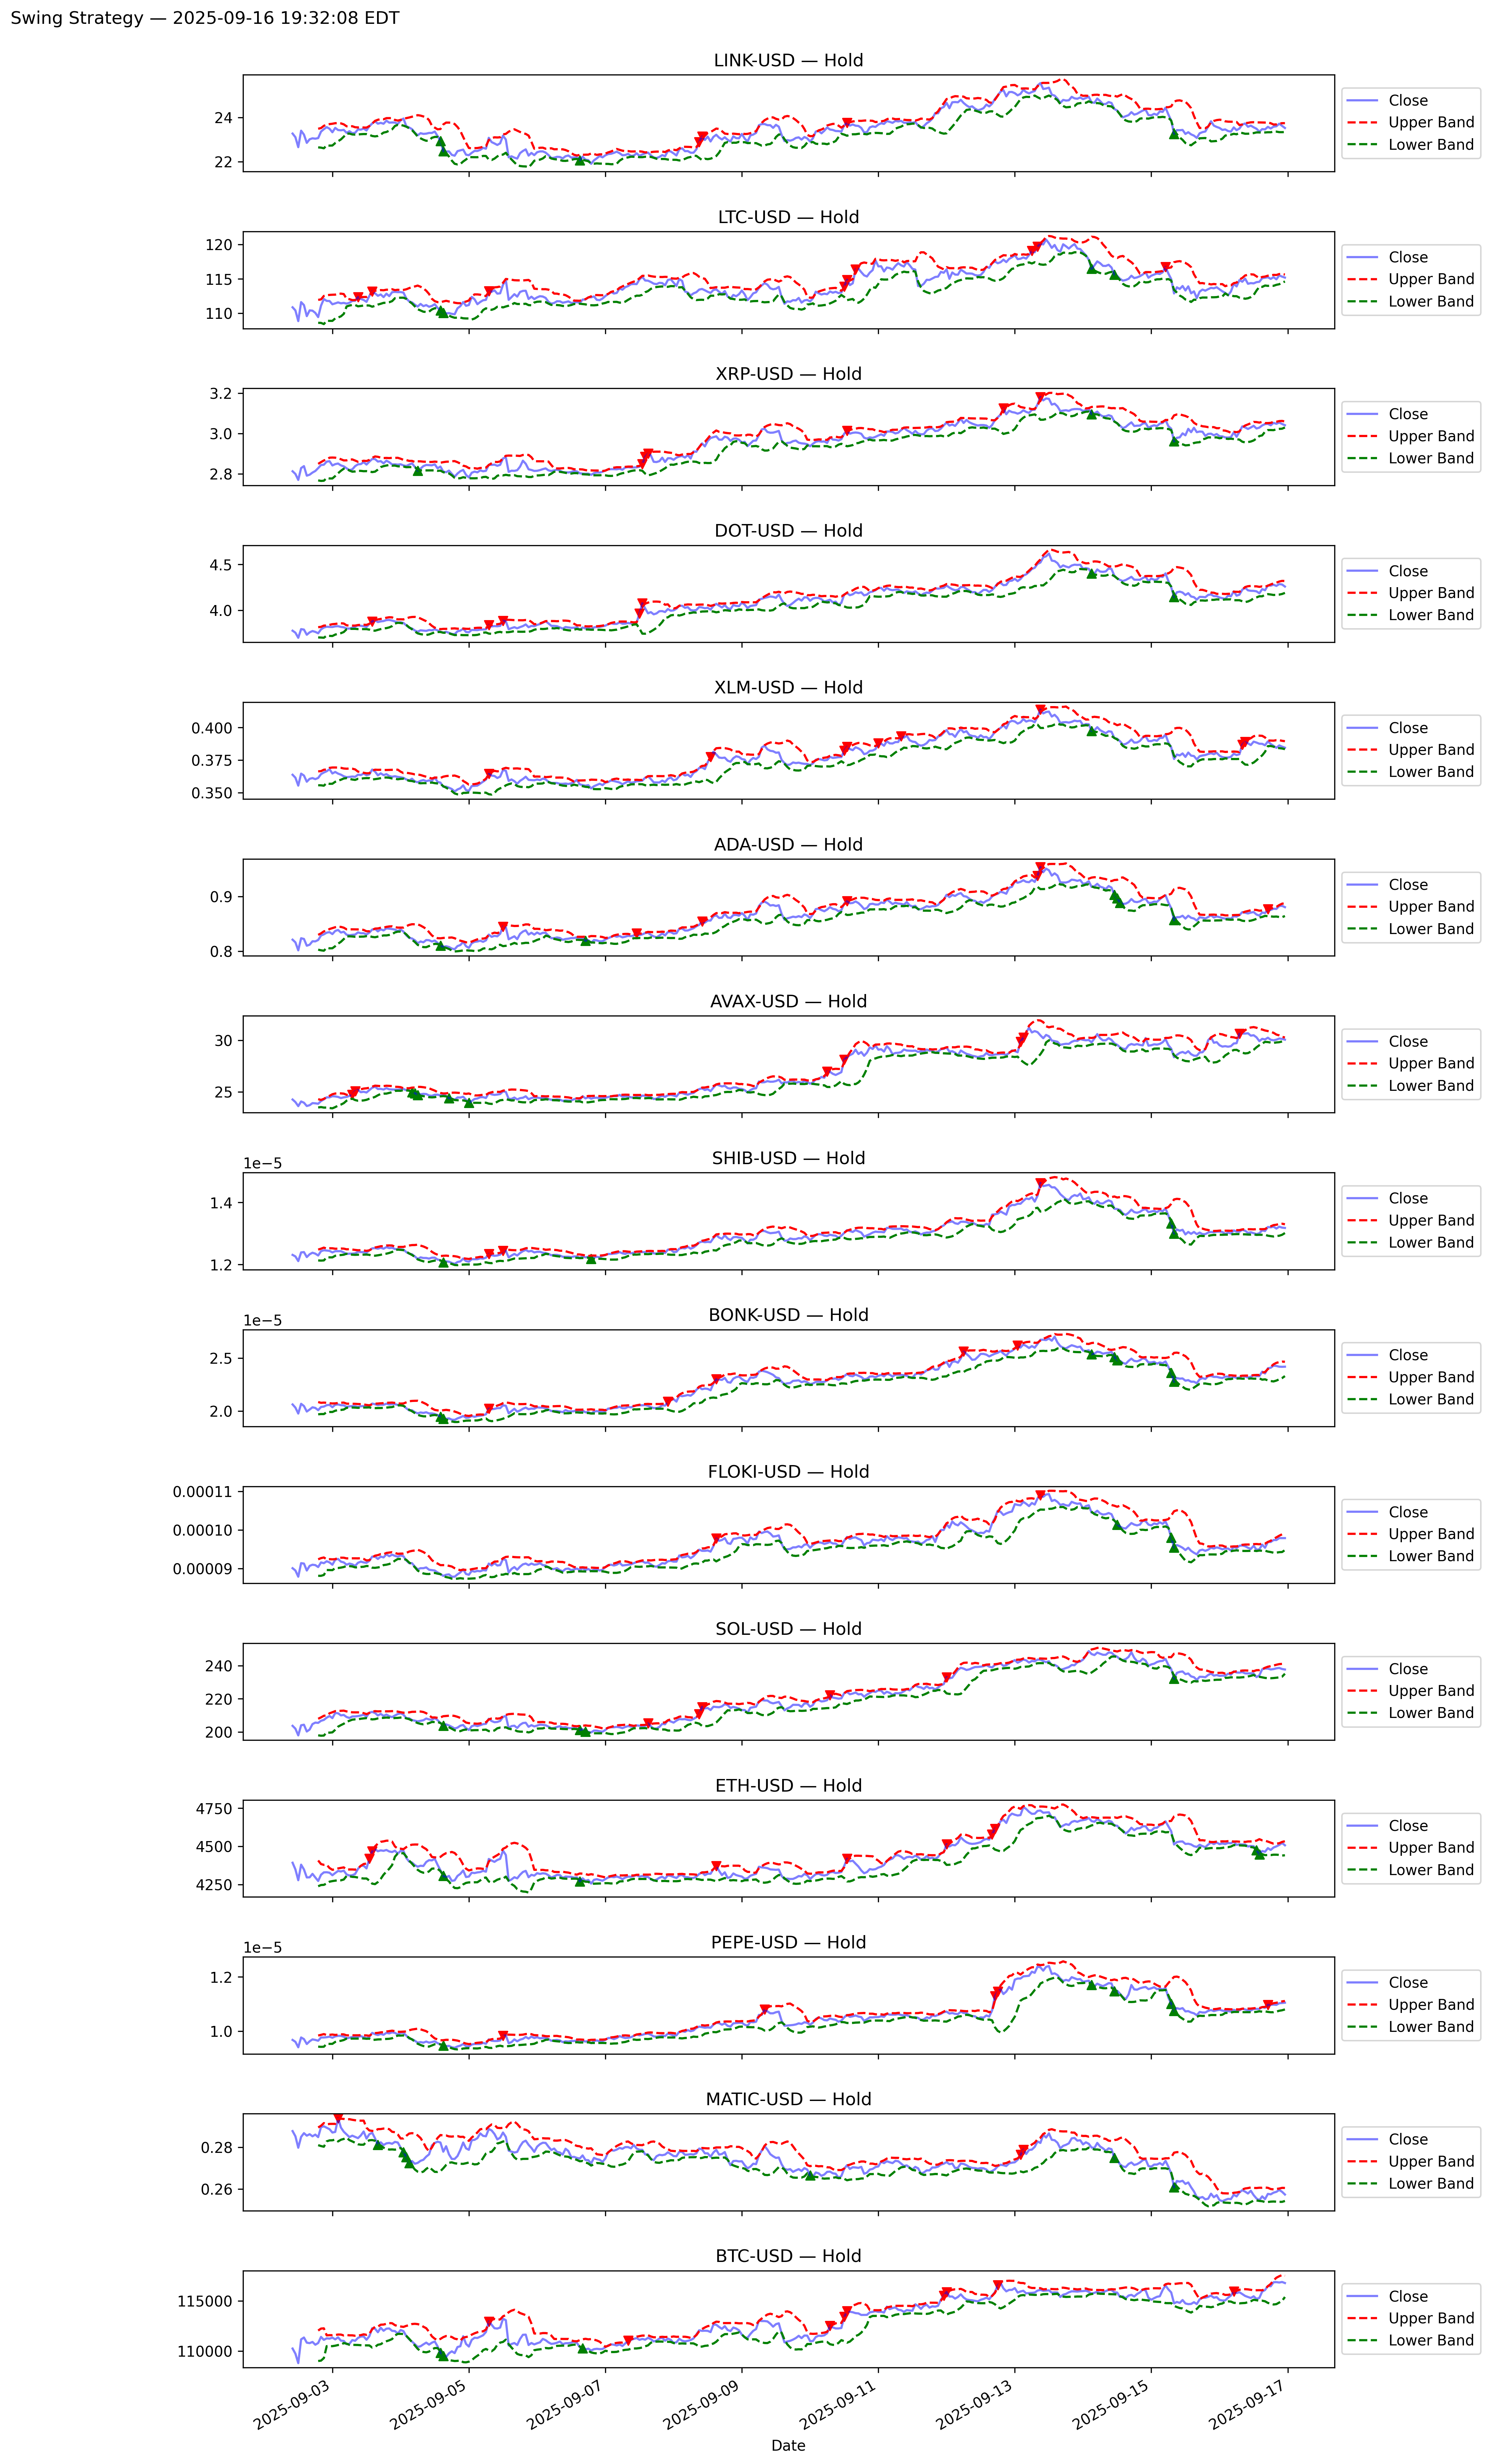 Swing Strategy — 2025-09-16 19:32:08 EDT
LINK-USD — Hold
24
22
Close
Upper Band
Lower Band
LTC-USD — Hold
120
115
110
Close
Upper Band
Lower Band
XRP-USD — Hold
3.2
3.0
2.8
Close
Upper Band
Lower Band
DOT-USD — Hold
4.5
4.0
Close
Upper Band
Lower Band
XLM-USD — Hold
0.400
0.375
0.350
Close
Upper Band
Lower Band
ADA-USD — Hold
0.9
0.8
Close
Upper Band
Lower Band
AVAX-USD — Hold
30
25
Close
Upper Band
Lower Band
SHIB-USD — Hold
1e−5
1.4
1.2
Close
Upper Band
Lower Band
BONK-USD — Hold
1e−5
2.5
2.0
Close
Upper Band
Lower Band
FLOKI-USD — Hold
0.00011
0.00010
0.00009
Close
Upper Band
Lower Band
SOL-USD — Hold
240
220
200
Close
Upper Band
Lower Band
ETH-USD — Hold
4750
4500
4250
Close
Upper Band
Lower Band
PEPE-USD — Hold
1e−5
1.2
1.0
Close
Upper Band
Lower Band
MATIC-USD — Hold
0.28
0.26
Close
Upper Band
Lower Band
BTC-USD — Hold
115000
110000
Close
Upper Band
Lower Band
2025-09-03
2025-09-05
2025-09-07
2025-09-09
2025-09-11
2025-09-13
2025-09-15
2025-09-17
Date